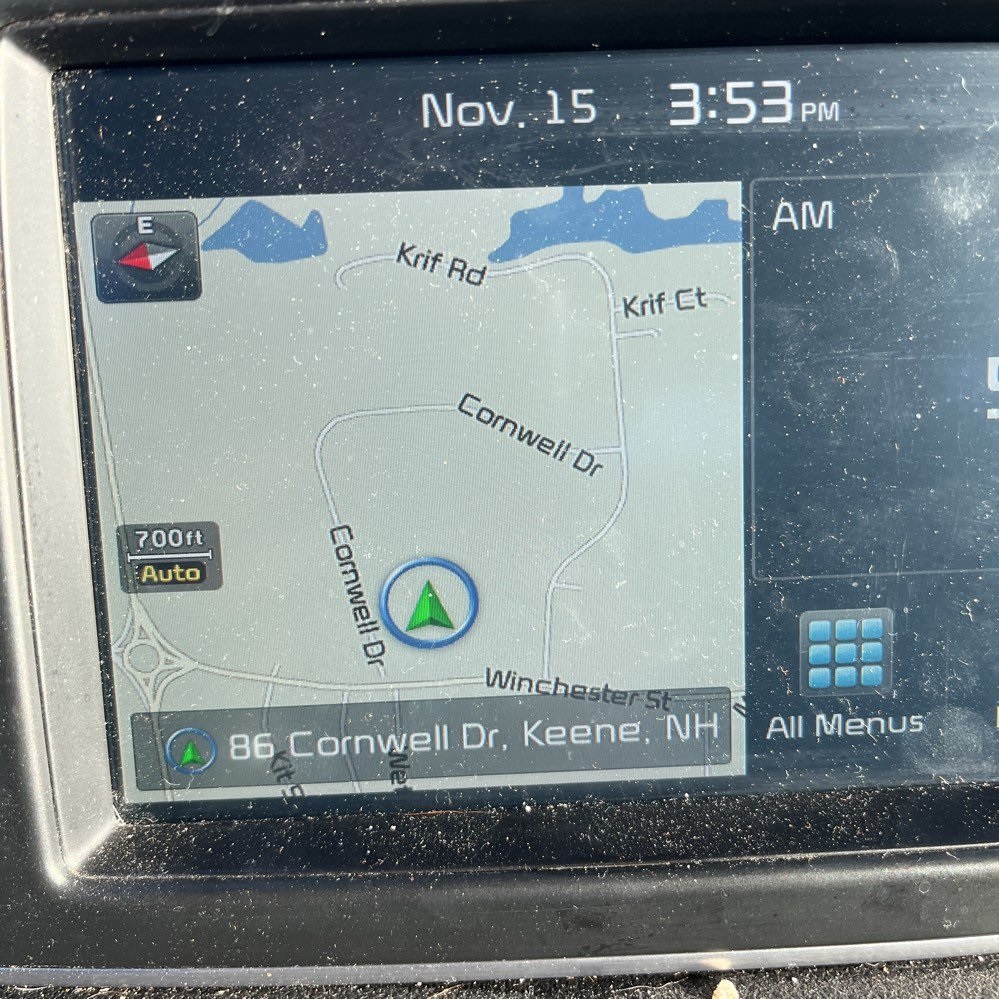 Nov. 15 3:53 PM
E
AM
Krif Rd
Krif Ct
Cornwell Dr
700ft
Auto
Cornwell Dr
Winchester St
86 Cornwell Dr, Keene, NH
All Menus